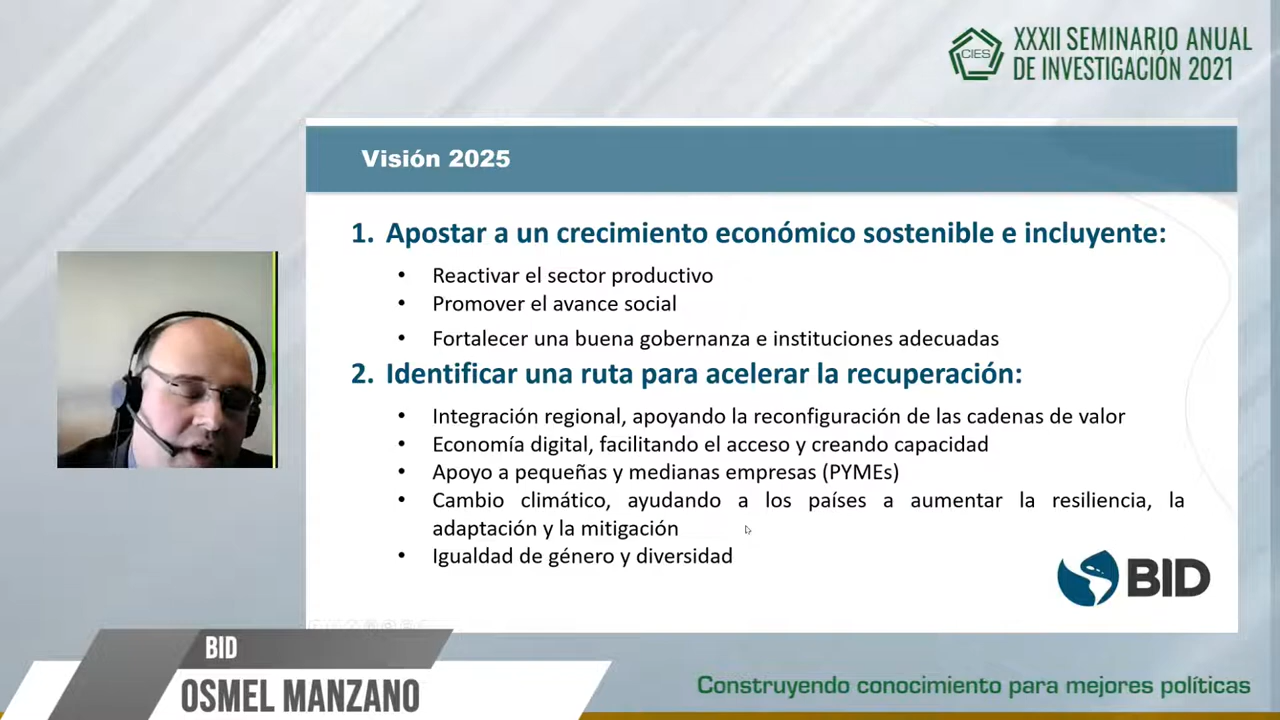 CIES
XXXII SEMINARIO ANUAL
DE INVESTIGACIÓN 2021
Visión 2025
1. Apostar a un crecimiento económico sostenible e incluyente:
• Reactivar el sector productivo
• Promover el avance social
• Fortalecer una buena gobernanza e instituciones adecuadas
2. Identificar una ruta para acelerar la recuperación:
• Integración regional, apoyando la reconfiguración de las cadenas de valor
• Economía digital, facilitando el acceso y creando capacidad
• Apoyo a pequeñas y medianas empresas (PYMEs)
• Cambio climático, ayudando a los países a aumentar la resiliencia, la
adaptación y la mitigación
• Igualdad de género y diversidad
BID
BID
OSMEL MANZANO
Construyendo conocimiento para mejores políticas